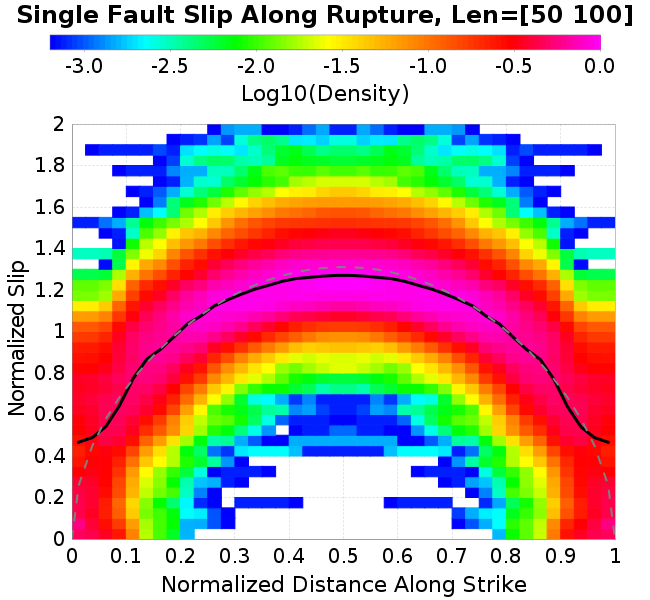 Single Fault Slip Along Rupture, Len=[50 100]
-3.0 -2.5 -2.0 -1.5 -1.0 -0.5 0.0
Log10(Density)
2
1.8
1.6
1.4
1.2
1
0.8
0.6
0.4
0.2
0
Normalized Slip
0 0.1 0.2 0.3 0.4 0.5 0.6 0.7 0.8 0.9 1
Normalized Distance Along Strike